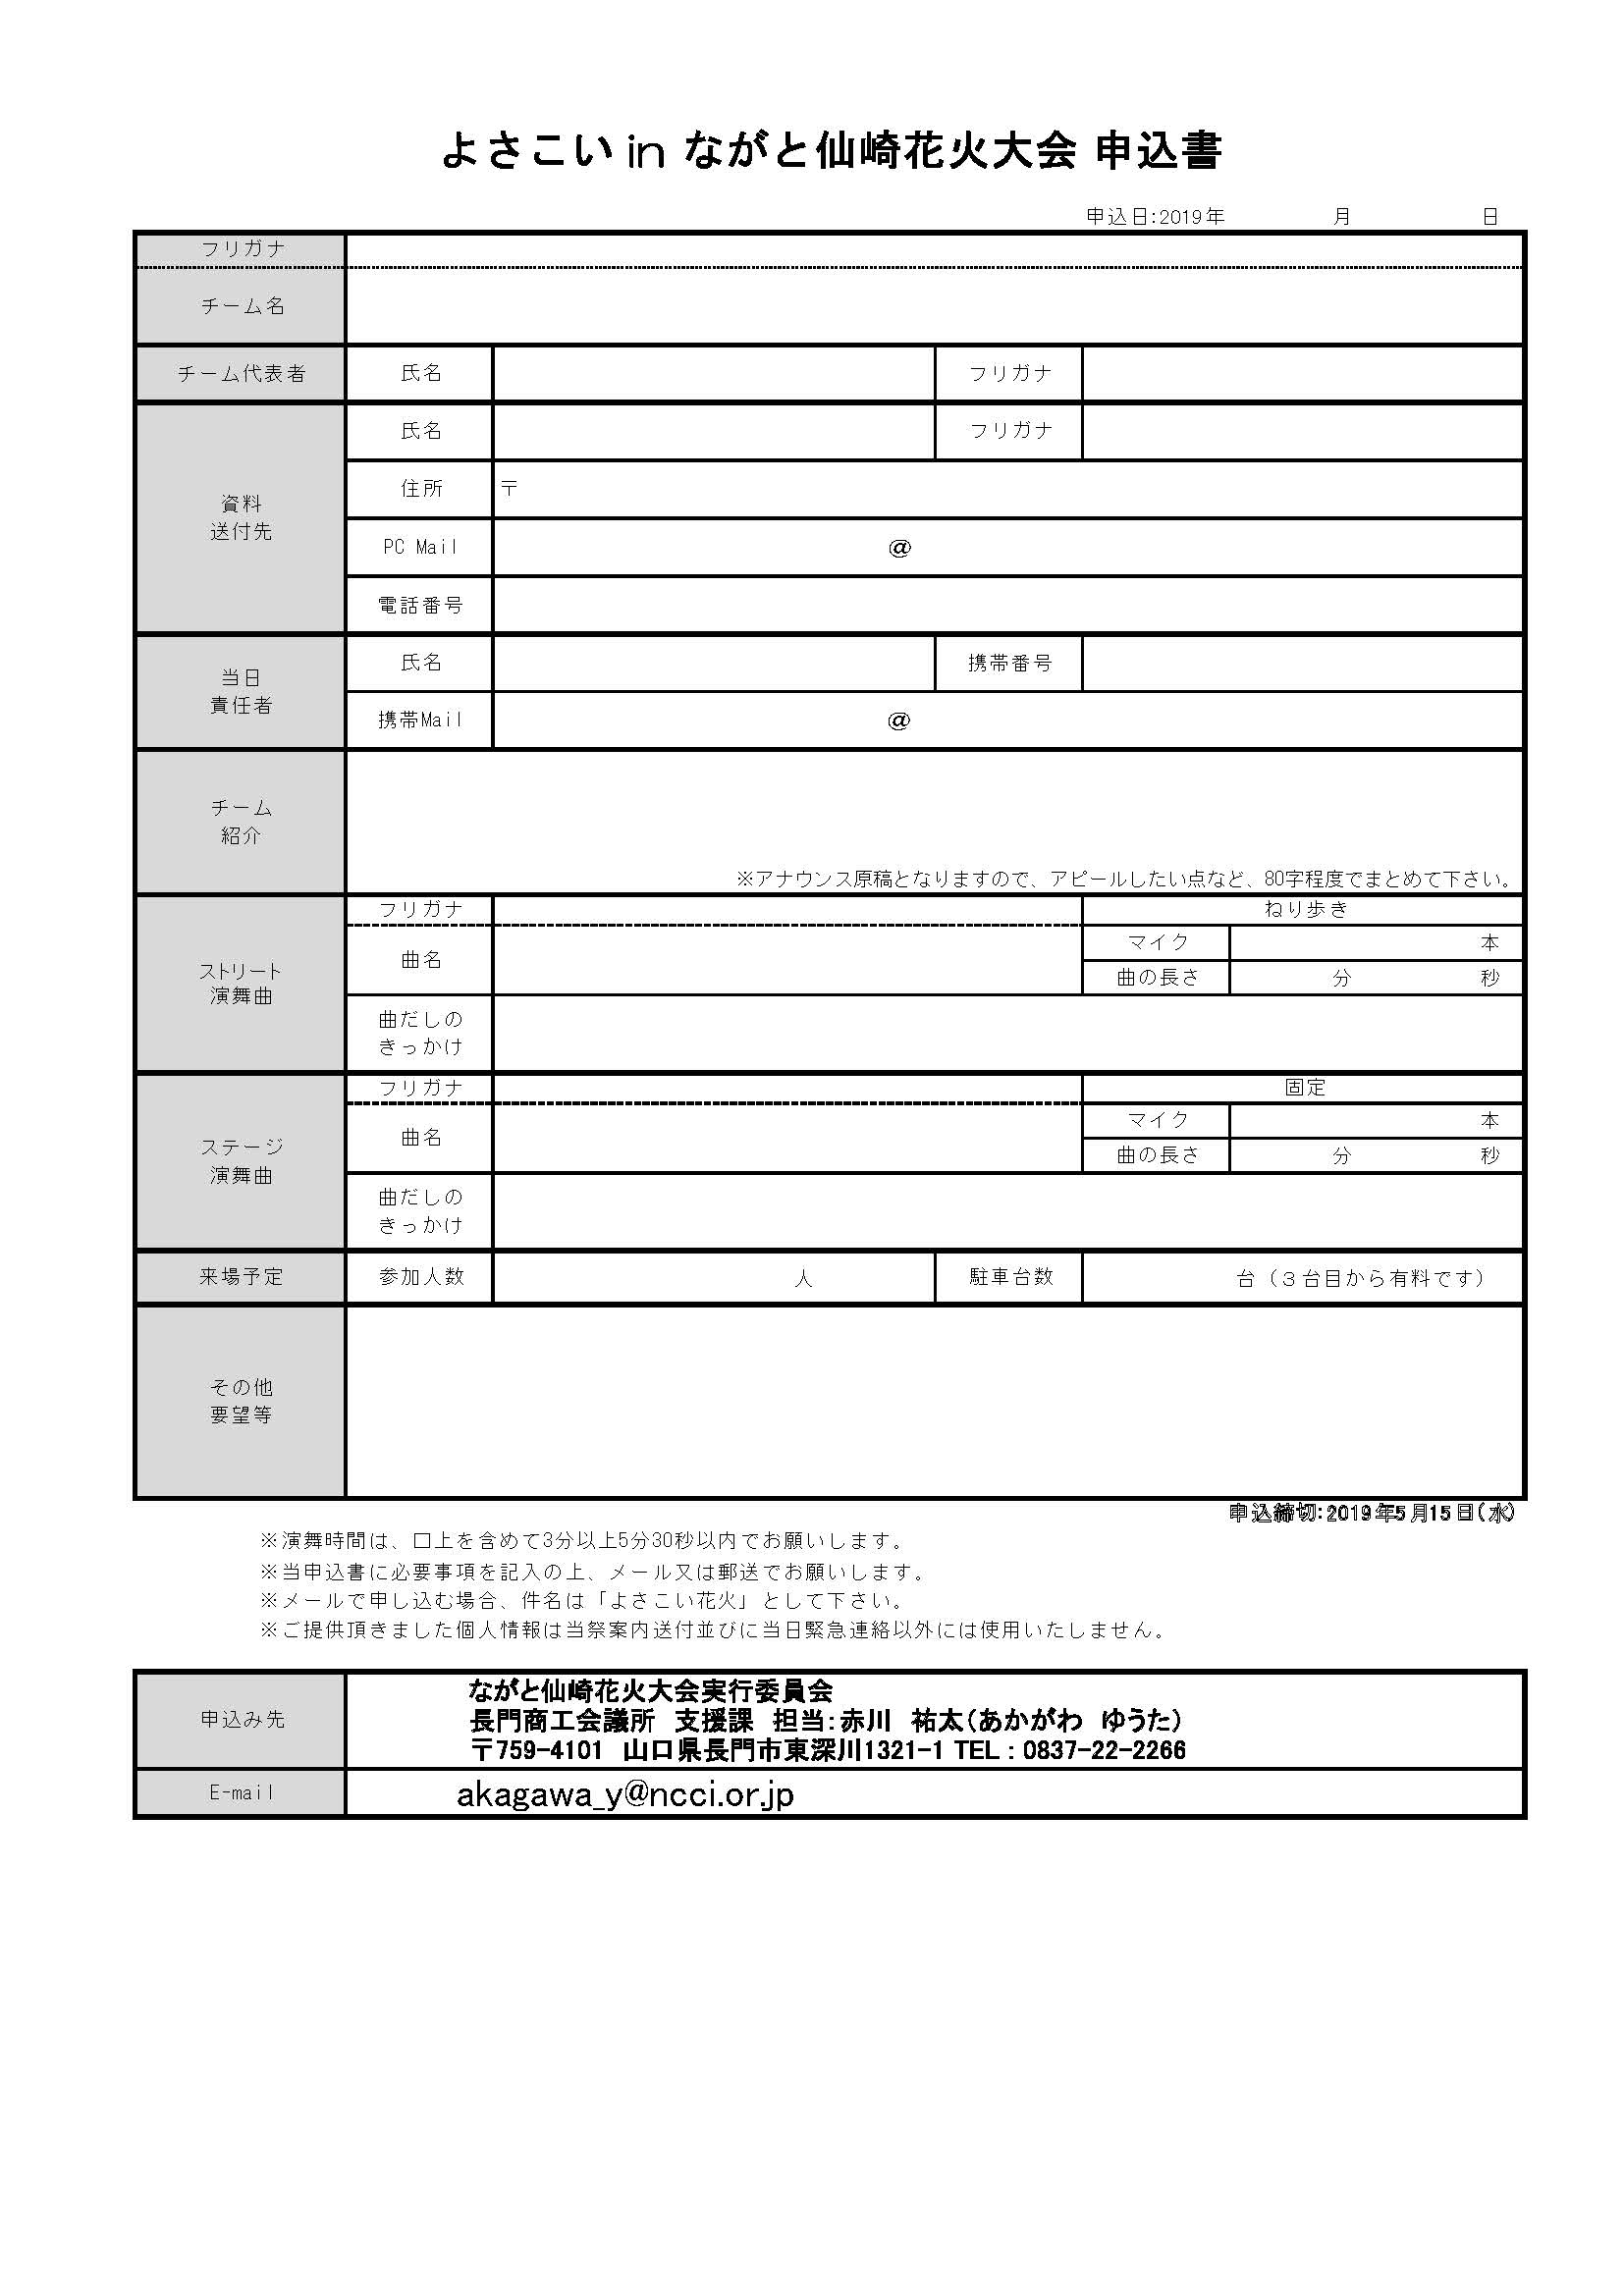 よさこい in ながと仙崎花火大会 申込書
申込日:2019年 月 日
フリガナ
チーム名
チーム代表者 氏名 フリガナ
資料
送付先
氏名 フリガナ
住所 〒
PC Mail @
電話番号
当日
責任者
氏名 携帯番号
携帯Mail @
チーム
紹介
※アナウンス原稿となりますので、アピールしたい点など、80字程度でまとめて下さい。
ストリート
演舞曲
フリガナ ねり歩き
曲名
マイク 本
曲の長さ 分 秒
曲だしの
きっかけ
ステージ
演舞曲
フリガナ 固定
曲名
マイク 本
曲の長さ 分 秒
曲だしの
きっかけ
来場予定 参加人数 人 駐車台数 台（３台目から有料です）
その他
要望等
申込締切:2019年5月15日(水)
※演舞時間は、口上を含めて3分以上5分30秒以内でお願いします。
※当申込書に必要事項を記入の上、メール又は郵送でお願いします。
※メールで申し込む場合、件名は「よさこい花火」として下さい。
※ご提供頂きました個人情報は当祭案内送付並びに当日緊急連絡以外には使用いたしません。
申込み先
ながと仙崎花火大会実行委員会
長門商工会議所　支援課　担当:赤川　祐太(あかがわ　ゆうた)
〒759-4101　山口県長門市東深川1321-1 TEL : 0837-22-2266
E-mail akagawa_y@ncci.or.jp